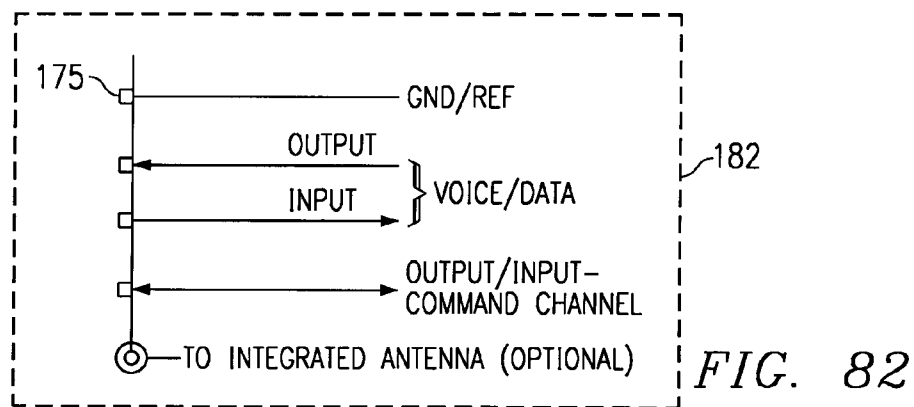 175
GND/REF
OUTPUT
182
INPUT
VOICE/DATA
OUTPUT/INPUT-
COMMAND CHANNEL
TO INTEGRATED ANTENNA (OPTIONAL)
FIG. 82